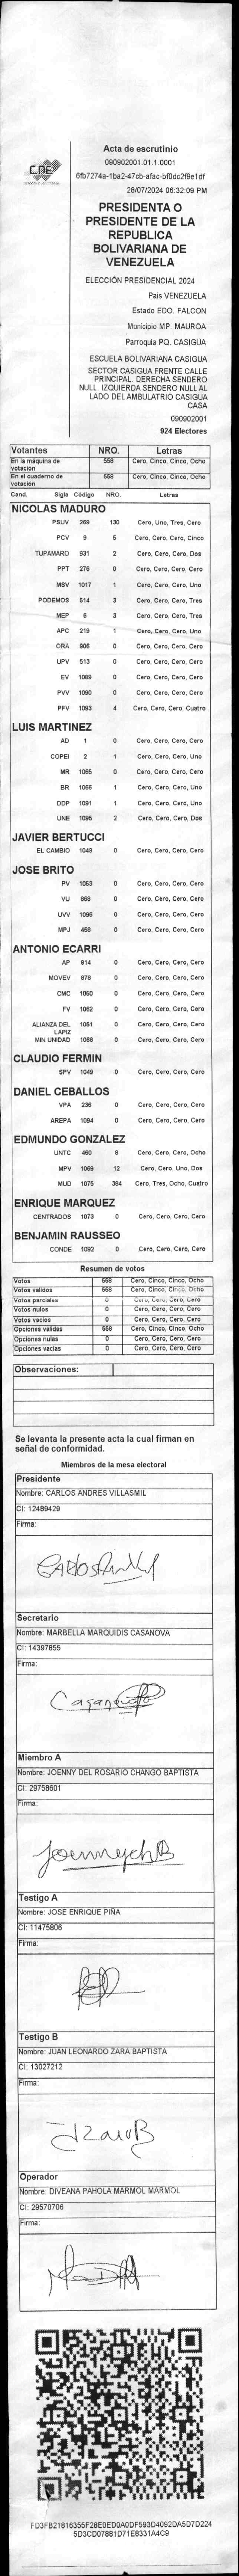 CNE
Acta de escrutinio
090902001.01.1.0001
6fb7274a-1ba2-47cb-afac-bf0dc2f9e1df
28/07/2024 06:32:09 PM
PRESIDENTA O
PRESIDENTE DE LA
REPUBLICA
BOLIVARIANA DE
VENEZUELA
ELECCIÓN PRESIDENCIAL 2024
Pais VENEZUELA
Estado EDO. FALCON
Municipio MP. MAUROA
Parroquia PQ. CASIGUA
ESCUELA BOLIVARIANA CASIGUA
SECTOR CASIGUA FRENTE CALLE
PRINCIPAL. DERECHA SENDERO
NULL. IZQUIERDA SENDERO NULL AL
LADO DEL AMBULATRIO CASIGUA
CASA
090902001
924 Electores
Votantes NRO. Letras
En la máquina de votación 558 Cero, Cinco, Cinco, Ocho
En el cuaderno de votación 558 Cero, Cinco, Cinco, Ocho
Cand. Sigla Código NRO. Letras
NICOLAS MADURO
PSUV 269 130 Cero, Uno, Tres, Cero
PCV 9 5 Cero, Cero, Cero, Cinco
TUPAMARO 931 2 Cero, Cero, Cero, Dos
PPT 276 0 Cero, Cero, Cero, Cero
MSV 1017 1 Cero, Cero, Cero, Uno
PODEMOS 514 3 Cero, Cero, Cero, Tres
MEP 6 3 Cero, Cero, Cero, Tres
APC 219 1 Cero, Cero, Cero, Uno
ORA 906 0 Cero, Cero, Cero, Cero
UPV 513 0 Cero, Cero, Cero, Cero
EV 1089 0 Cero, Cero, Cero, Cero
PVV 1090 0 Cero, Cero, Cero, Cero
PFV 1093 4 Cero, Cero, Cero, Cuatro
LUIS MARTINEZ
AD 1 0 Cero, Cero, Cero, Cero
COPEI 2 1 Cero, Cero, Cero, Uno
MR 1065 0 Cero, Cero, Cero, Cero
BR 1066 1 Cero, Cero, Cero, Uno
DDP 1091 1 Cero, Cero, Cero, Uno
UNE 1095 2 Cero, Cero, Cero, Dos
JAVIER BERTUCCI
EL CAMBIO 1043 0 Cero, Cero, Cero, Cero
JOSE BRITO
PV 1053 0 Cero, Cero, Cero, Cero
VU 868 0 Cero, Cero, Cero, Cero
UVV 1096 0 Cero, Cero, Cero, Cero
MPJ 458 0 Cero, Cero, Cero, Cero
ANTONIO ECARRI
AP 814 0 Cero, Cero, Cero, Cero
MOVEV 978 0 Cero, Cero, Cero, Cero
CMC 1050 0 Cero, Cero, Cero, Cero
FV 1062 0 Cero, Cero, Cero, Cero
ALIANZA DEL LAPIZ 1051 0 Cero, Cero, Cero, Cero
MIN UNIDAD 1068 0 Cero, Cero, Cero, Cero
CLAUDIO FERMIN
SPV 1049 0 Cero, Cero, Cero, Cero
DANIEL CEBALLOS
VPA 236 0 Cero, Cero, Cero, Cero
AREPA 1094 0 Cero, Cero, Cero, Cero
EDMUNDO GONZALEZ
UNTC 460 8 Cero, Cero, Cero, Ocho
MPV 1069 12 Cero, Cero, Uno, Dos
MUD 1075 384 Cero, Tres, Ocho, Cuatro
ENRIQUE MARQUEZ
CENTRADOS 1073 0 Cero, Cero, Cero, Cero
BENJAMIN RAUSSEO
CONDE 1092 0 Cero, Cero, Cero, Cero
Resumen de votos
Votos 558 Cero, Cinco, Cinco, Ocho
Votos validos 558 Cero, Cinco, Cinco, Ocho
Votos parciales 0 Cero, Cero, Cero, Cero
Votos nulos 0 Cero, Cero, Cero, Cero
Votos vacios 0 Cero, Cero, Cero, Cero
Opciones validas 558 Cero, Cinco, Cinco, Ocho
Opciones nulas 0 Cero, Cero, Cero, Cero
Opciones vacias 0 Cero, Cero, Cero, Cero
Observaciones:
Se levanta la presente acta la cual firman en
señal de conformidad.
Miembros de la mesa electoral
Presidente
Nombre: CARLOS ANDRES VILLASMIL
CI: 12489429
Firma:
Secretario
Nombre: MARBELLA MARQUIDIS CASANOVA
CI: 14397855
Firma:
Miembro A
Nombre: JOENNY DEL ROSARIO CHANGO BAPTISTA
CI: 29758601
Firma:
Testigo A
Nombre: JOSE ENRIQUE PIÑA
CI: 11475806
Firma:
Testigo B
Nombre: JUAN LEONARDO ZARA BAPTISTA
CI: 13027212
Firma:
Operador
Nombre: DIVEANA PAHOLA MARMOL MARMOL
CI: 29570706
Firma:
FD3FB21816355F28E0ED0A0DF593D4092DA5D7D224
5D3CD07881D71E8331A4C9